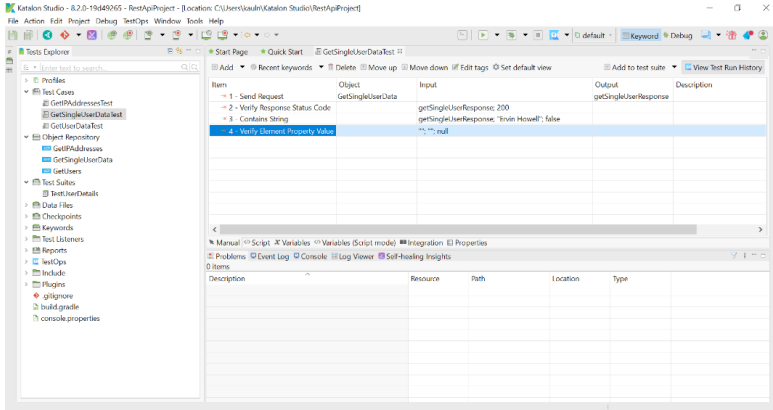 Katalon Studio - 8.2.0-19d49265 - RestApiProject - [Location: C:\Users\kauln\Katalon Studio\RestApiProject]
File Action Edit Project Debug TestOps Window Tools Help
default Keyword Debug
Tests Explorer
Enter text to search...
Profiles
Test Cases
GetIPAddressesTest
GetSingleUserDataTest
GetUserDataTest
Object Repository
GetIPAddresses
GetSingleUserData
GetUsers
Test Suites
TestUserDetails
Data Files
Checkpoints
Keywords
Test Listeners
Reports
TestOps
Include
Plugins
.gitignore
build.gradle
console.properties
Start Page Quick Start GetSingleUserDataTest
Add Recent keywords Delete Move up Move down Edit tags Set default view Add to test suite View Test Run History
Item Object Input Output Description
1 - Send Request GetSingleUserData getSingleUserResponse
2 - Verify Response Status Code getSingleUserResponse; 200
3 - Contains String getSingleUserResponse; "Ervin Howell"; false
4 - Verify Element Property Value ""; ""; null
Manual Script Variables Variables (Script mode) Integration Properties
Problems Event Log Console Log Viewer Self-healing Insights
0 items
Description Resource Path Location Type